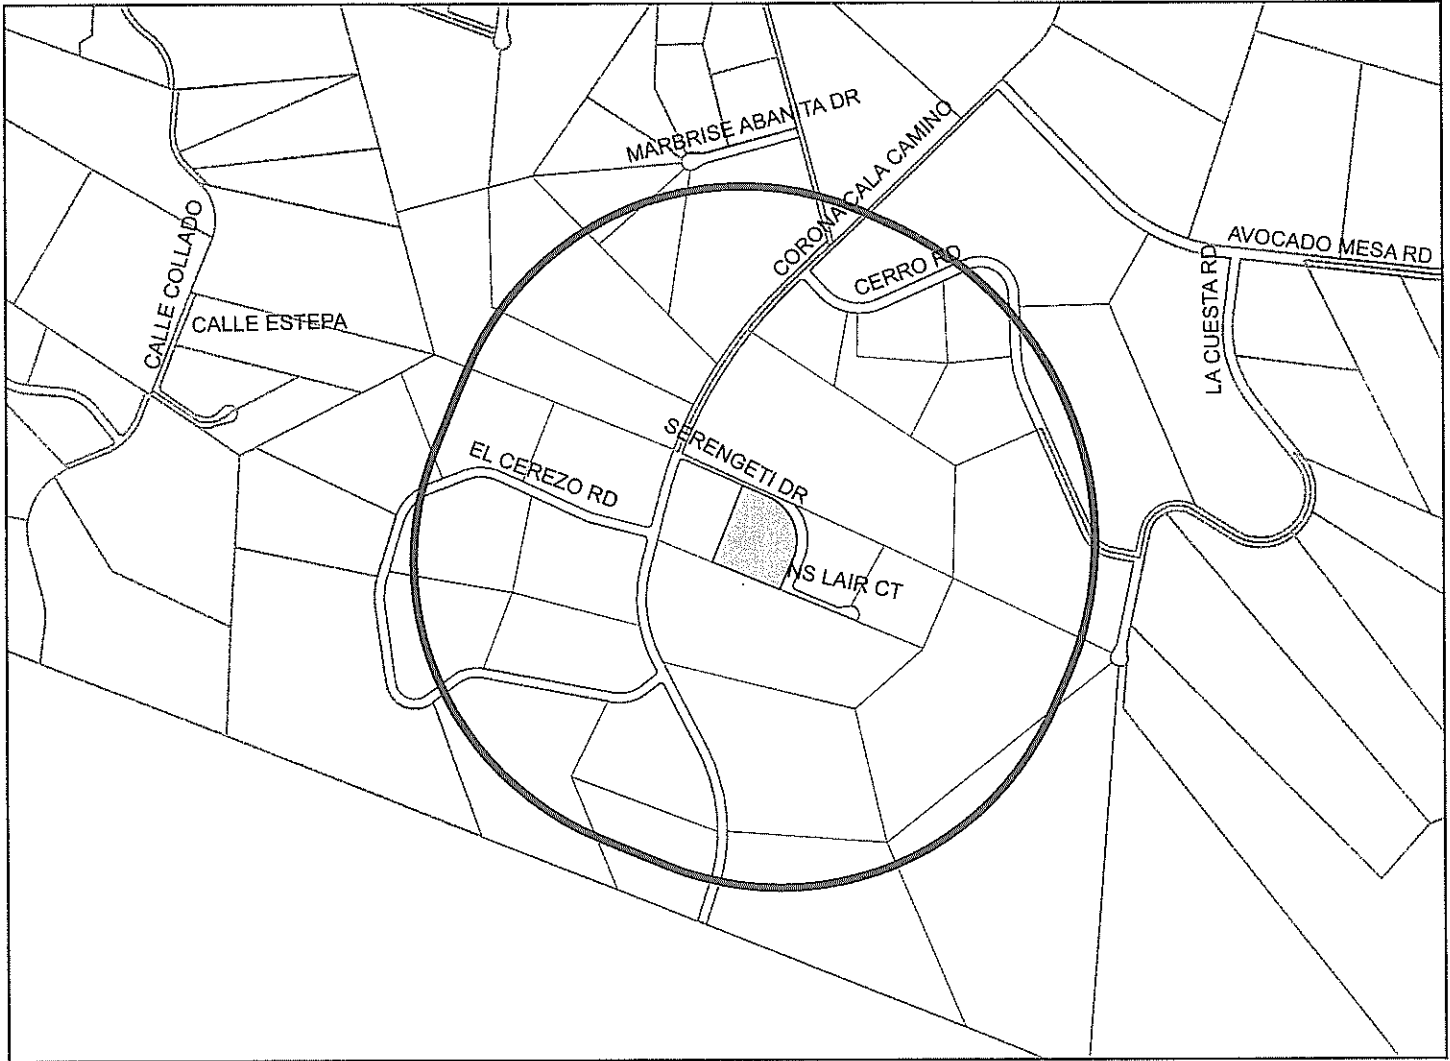 MARBRISE ABANITA DR
CORONA CALA CAMINO
CALLE COLLADO
CERRO RD
AVOCADO MESA RD
LA CUESTA RD
CALLE ESTEPA
SERENGETI DR
EL CEREZO RD
NS LAIR CT